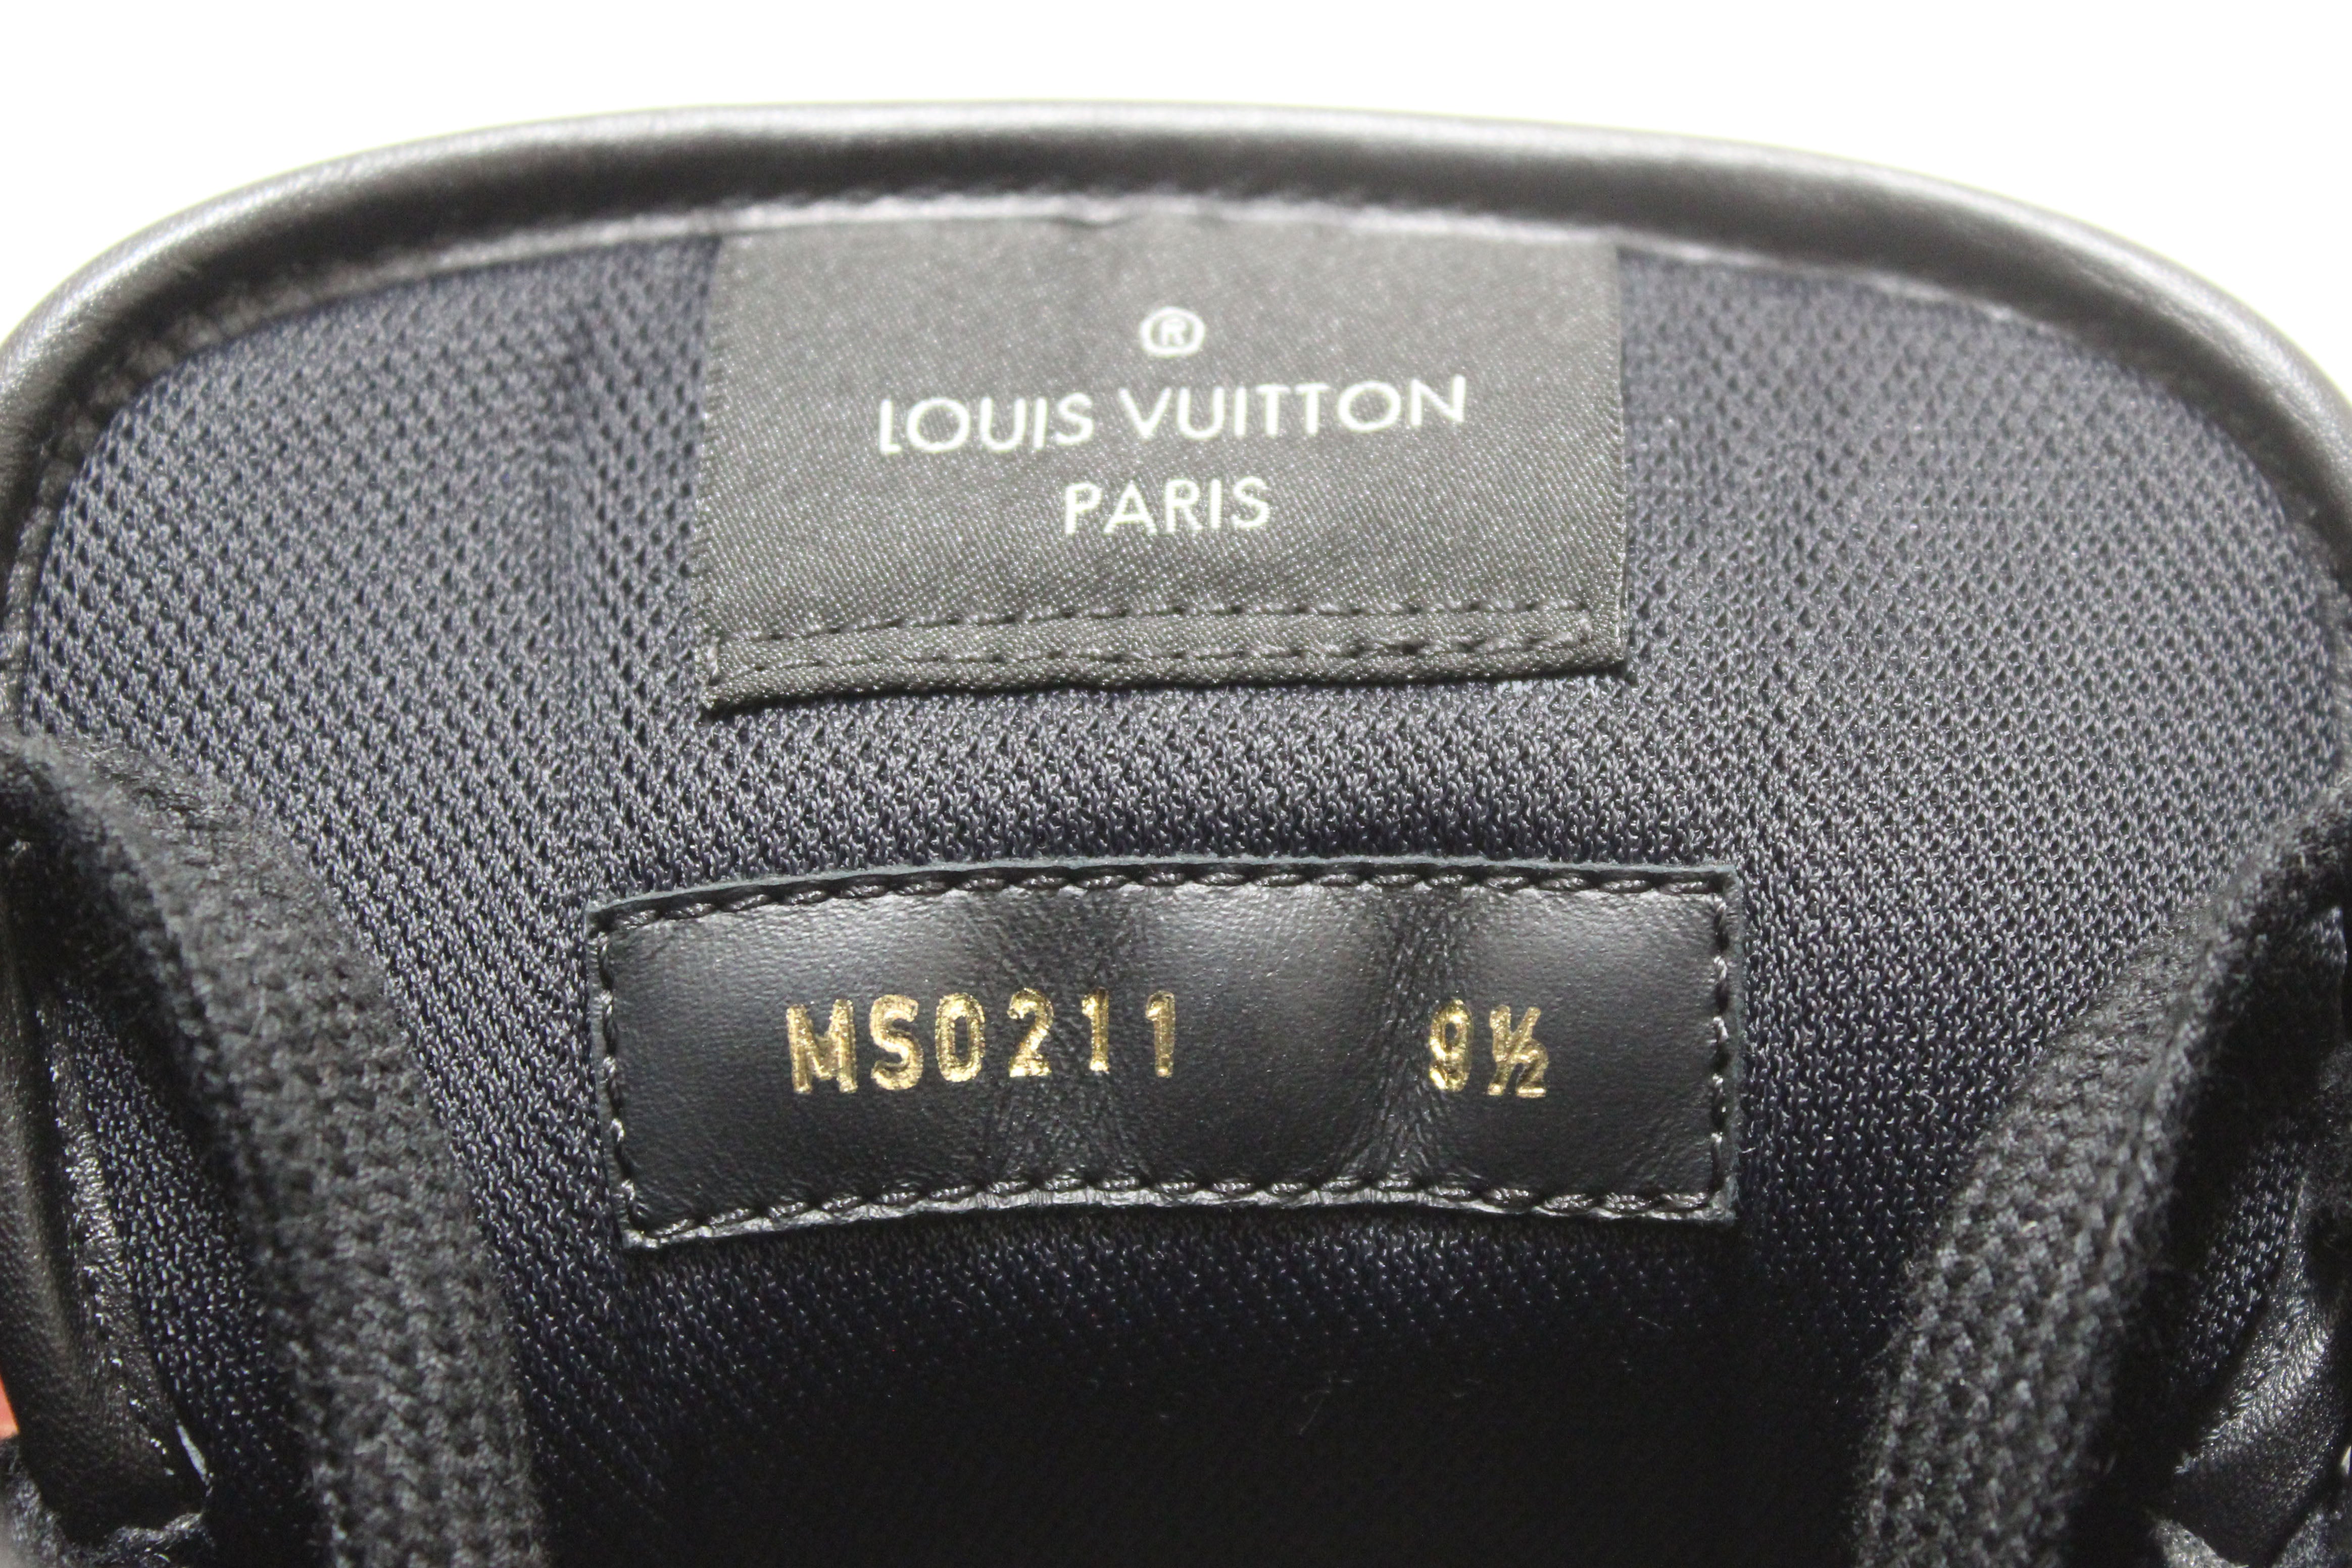 ®
LOUIS VUITTON
PARIS
MS0211 9½